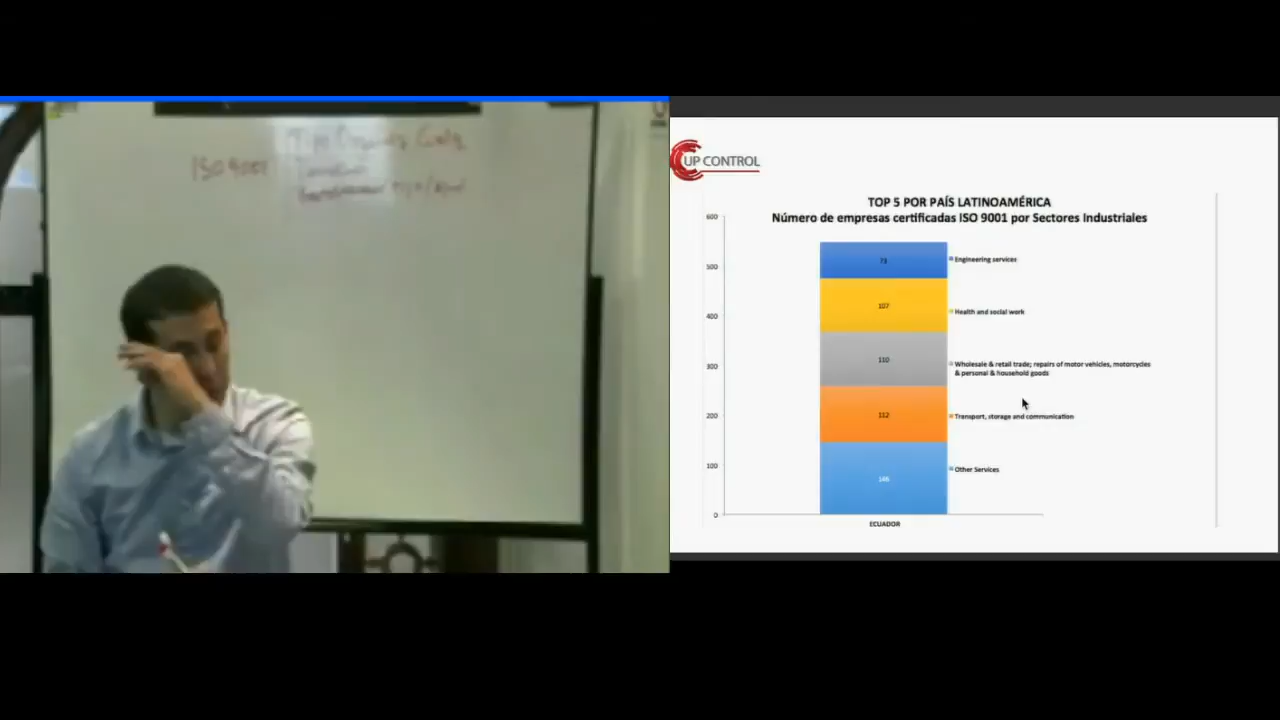 ISO 9001
UP CONTROL
TOP 5 POR PAÍS LATINOAMÉRICA
Número de empresas certificadas ISO 9001 por Sectores Industriales
600
500
400
300
200
100
0
73
107
110
112
146
Engineering services
Health and social work
Wholesale & retail trade; repairs of motor vehicles, motorcycles
& personal & household goods
Transport, storage and communication
Other Services
ECUADOR